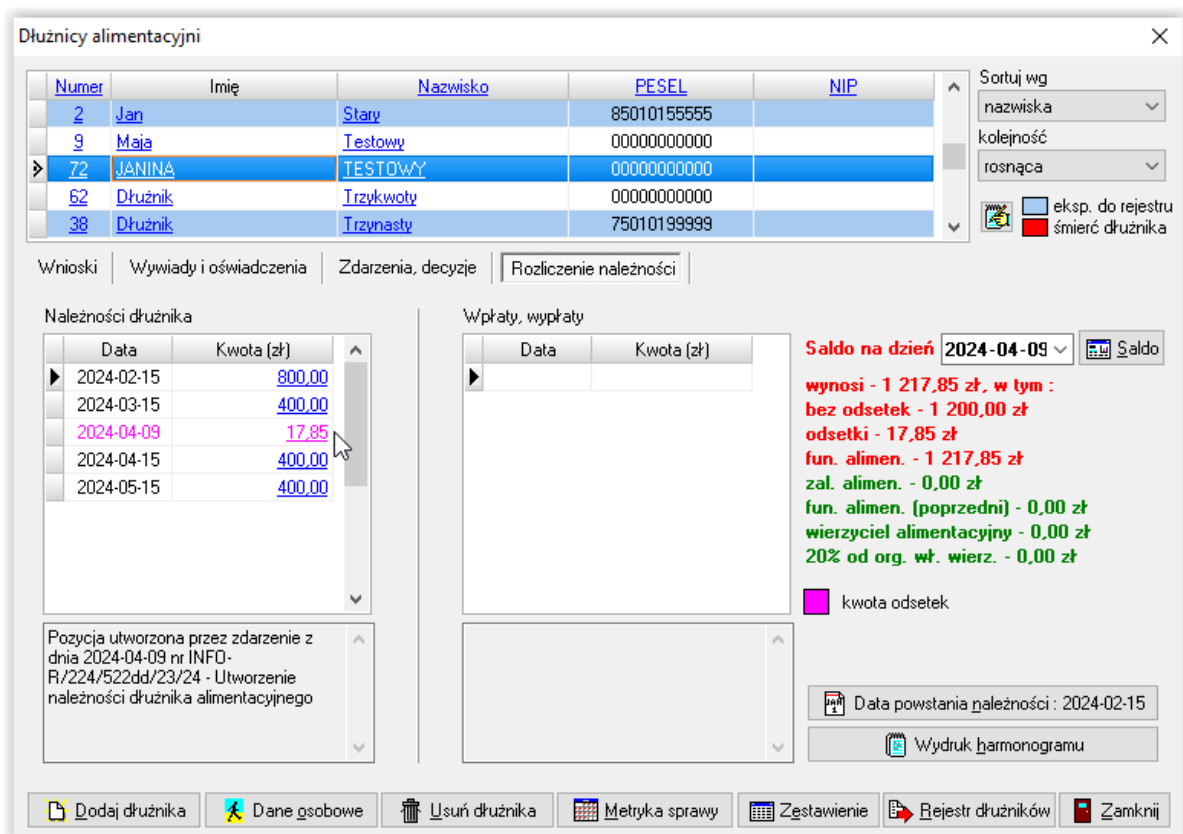 Dłużnicy alimentacyjni
Numer Imię Nazwisko PESEL NIP
2 Jan Stary 85010155555
9 Maja Testowy 00000000000
72 JANINA TESTOWY 00000000000
62 Dłużnik Trzykwoty 00000000000
38 Dłużnik Trzynasty 75010199999
Sortuj wg
nazwiska
kolejność
rosnąca
eksp. do rejestru
śmierć dłużnika
Wnioski Wywiady i oświadczenia Zdarzenia, decyzje Rozliczenie należności
Należności dłużnika
Data Kwota (zł)
2024-02-15 800,00
2024-03-15 400,00
2024-04-09 17,85
2024-04-15 400,00
2024-05-15 400,00
Pozycja utworzona przez zdarzenie z
dnia 2024-04-09 nr INFO-
R/224/522dd/23/24 - Utworzenie
należności dłużnika alimentacyjnego
Wpłaty, wypłaty
Data Kwota (zł)
Saldo na dzień 2024-04-09 Saldo
wynosi - 1 217,85 zł, w tym :
bez odsetek - 1 200,00 zł
odsetki - 17,85 zł
fun. alimen. - 1 217,85 zł
zal. alimen. - 0,00 zł
fun. alimen. (poprzedni) - 0,00 zł
wierzyciel alimentacyjny - 0,00 zł
20% od org. wł. wierz. - 0,00 zł
kwota odsetek
Data powstania należności : 2024-02-15
Wydruk harmonogramu
Dodaj dłużnika Dane osobowe Usuń dłużnika Metryka sprawy Zestawienie Rejestr dłużników Zamknij